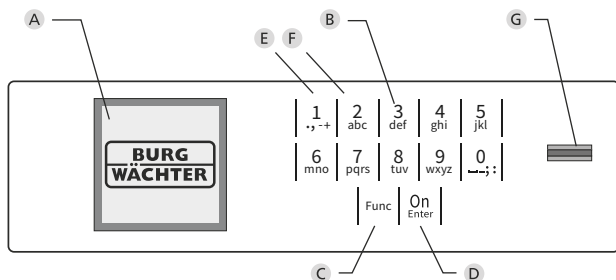 A
E F B G
1 2 3 4 5
.,-+ abc def ghi jkl
BURG
WÄCHTER
6 7 8 9 0
mno pqrs tuv wxyz ⎵–;:
Func On
Enter
C D